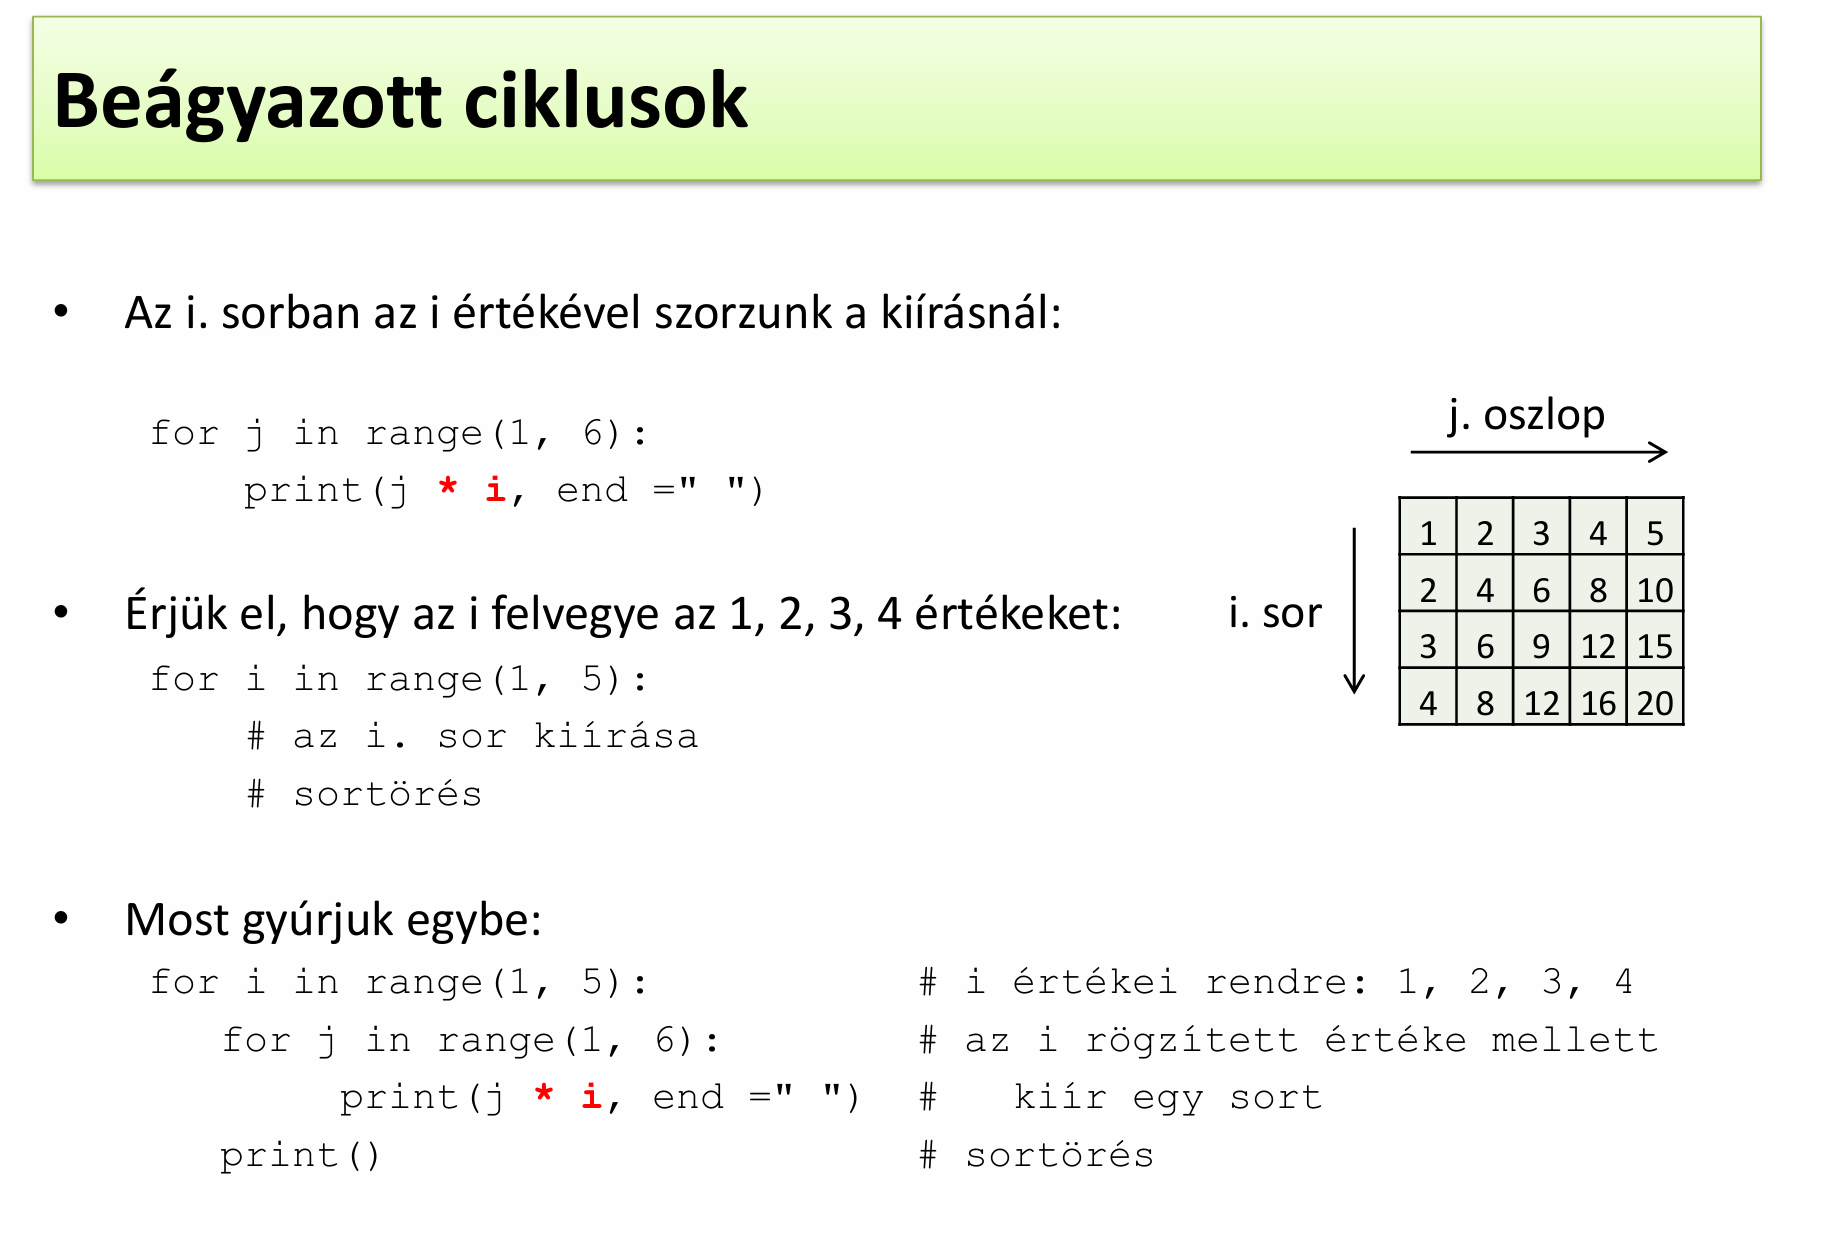 Beágyazott ciklusok
• Az i. sorban az i értékével szorzunk a kiírásnál:
for j in range(1, 6):
    print(j * i, end =" ")
• Érjük el, hogy az i felvegye az 1, 2, 3, 4 értékeket:
for i in range(1, 5):
    # az i. sor kiírása
    # sortörés
• Most gyúrjuk egybe:
for i in range(1, 5): # i értékei rendre: 1, 2, 3, 4
   for j in range(1, 6): # az i rögzített értéke mellett
        print(j * i, end =" ") #   kiír egy sort
   print() # sortörés
j. oszlop
i. sor
1 2 3 4 5
2 4 6 8 10
3 6 9 12 15
4 8 12 16 20